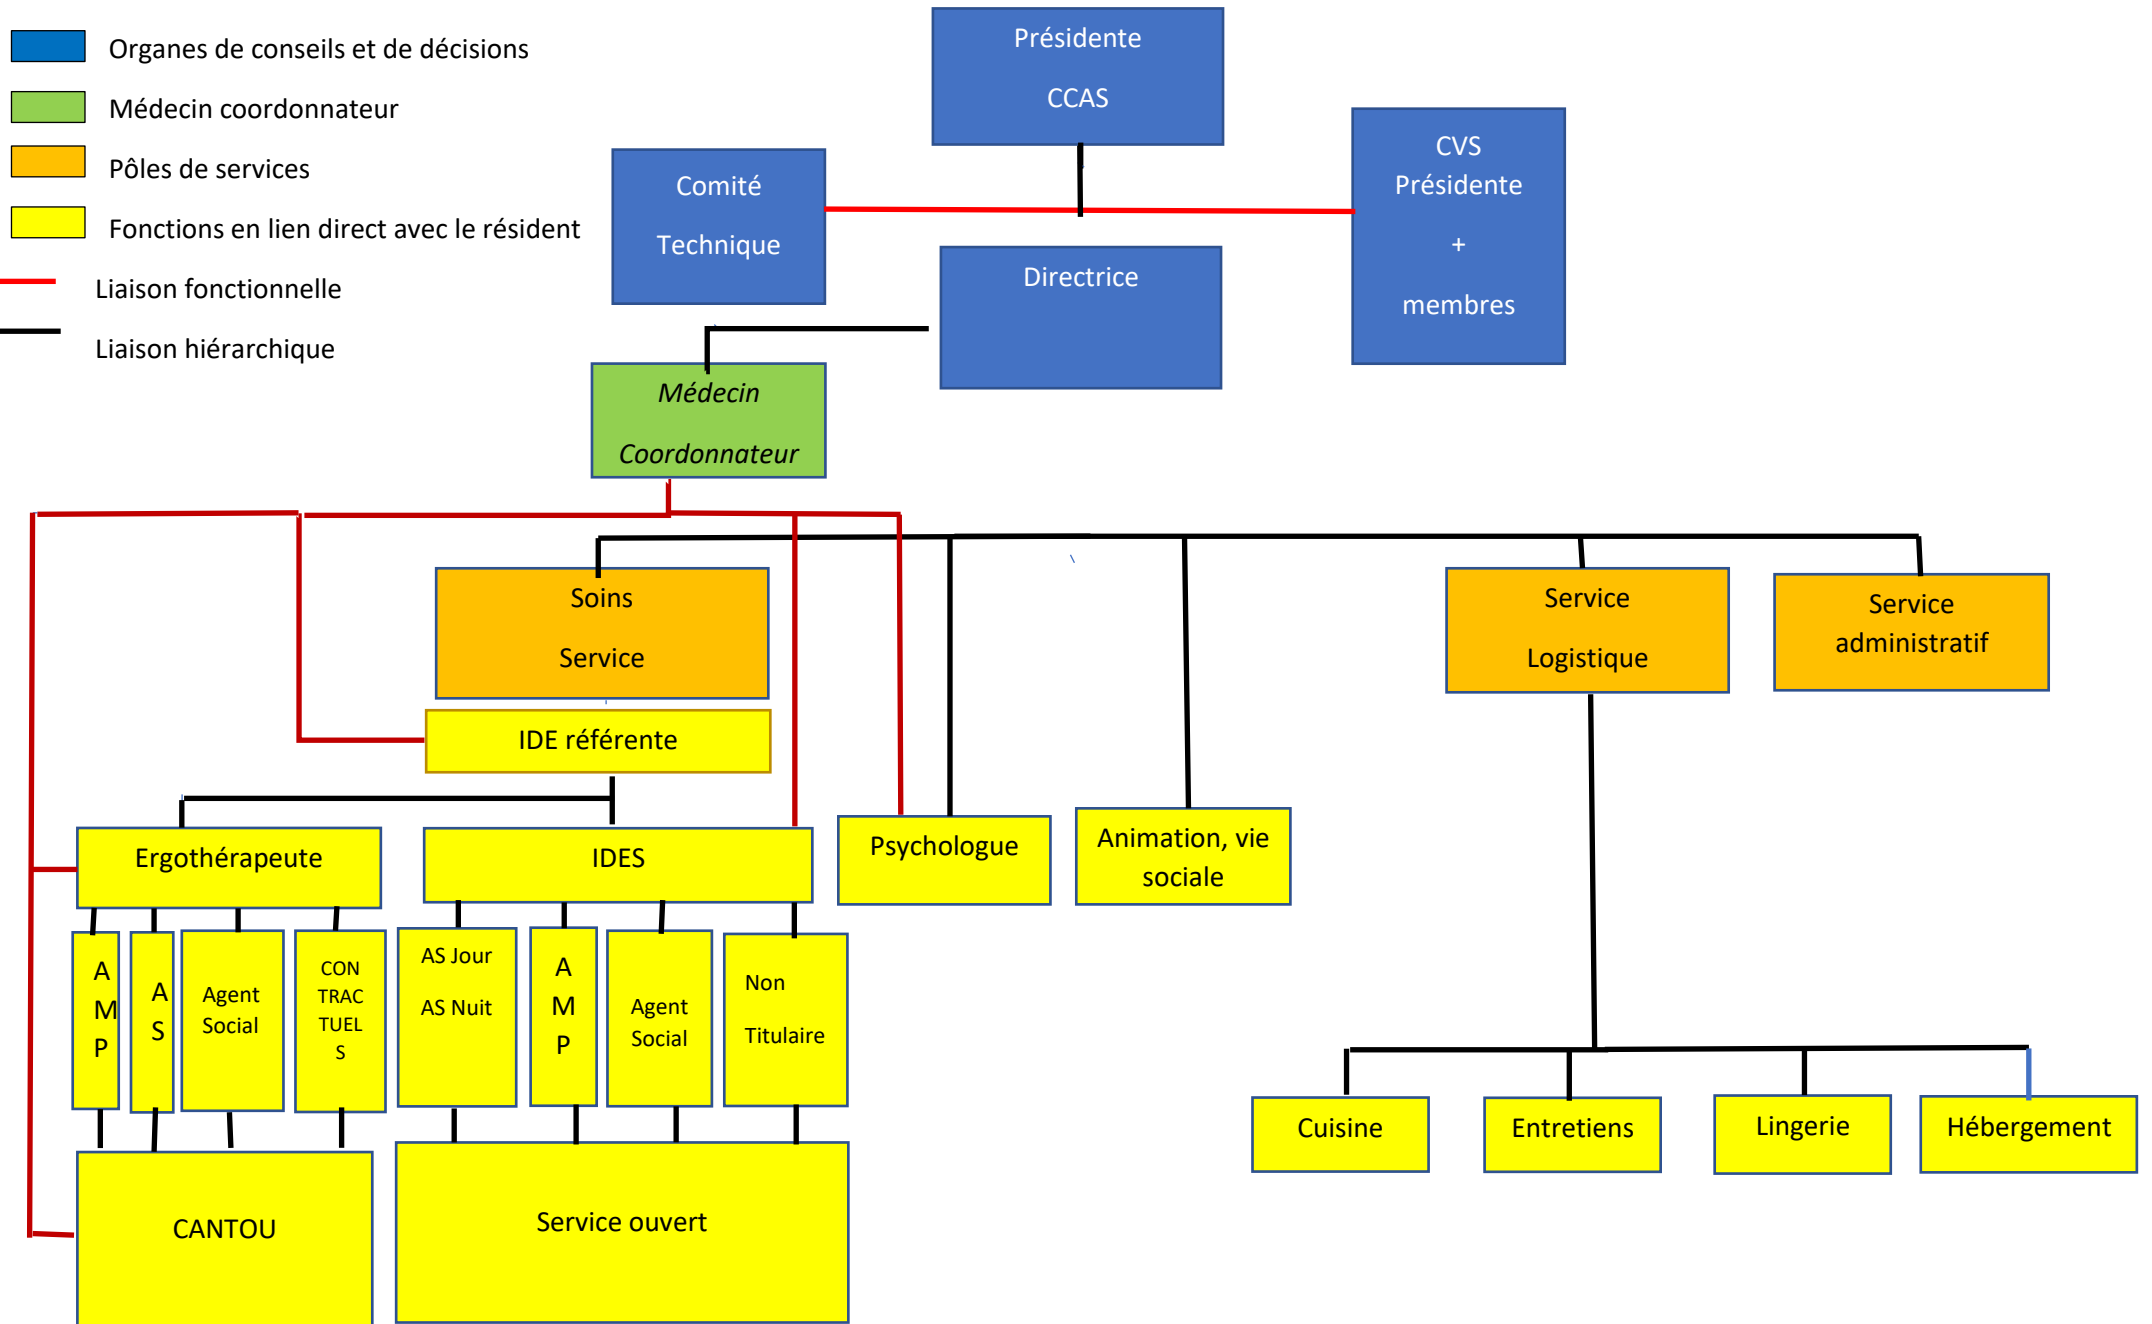 Organes de conseils et de décisions
Médecin coordonnateur
Pôles de services
Fonctions en lien direct avec le résident
Liaison fonctionnelle
Liaison hiérarchique
Présidente
CCAS
Comité
Technique
CVS
Présidente
+
membres
Directrice
Médecin
Coordonnateur
Soins
Service
Service
Logistique
Service
administratif
IDE référente
Ergothérapeute
IDES
Psychologue
Animation, vie
sociale
A
M
P
A
S
Agent
Social
CON
TRAC
TUEL
S
AS Jour
AS Nuit
A
M
P
Agent
Social
Non
Titulaire
CANTOU
Service ouvert
Cuisine
Entretiens
Lingerie
Hébergement